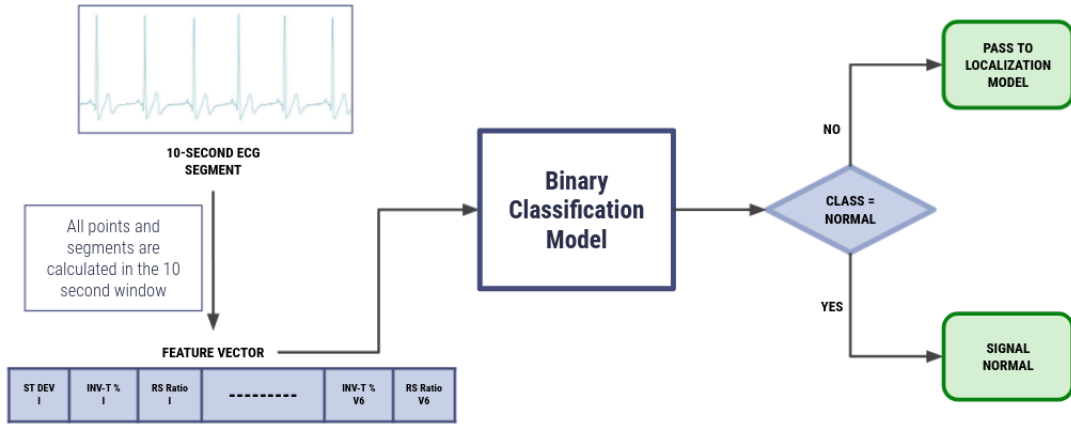 10-SECOND ECG
SEGMENT
All points and
segments are
calculated in the 10
second window
FEATURE VECTOR
ST DEV
I
INV-T %
I
RS Ratio
I
---------
INV-T %
V6
RS Ratio
V6
Binary
Classification
Model
CLASS =
NORMAL
NO
PASS TO
LOCALIZATION
MODEL
YES
SIGNAL
NORMAL